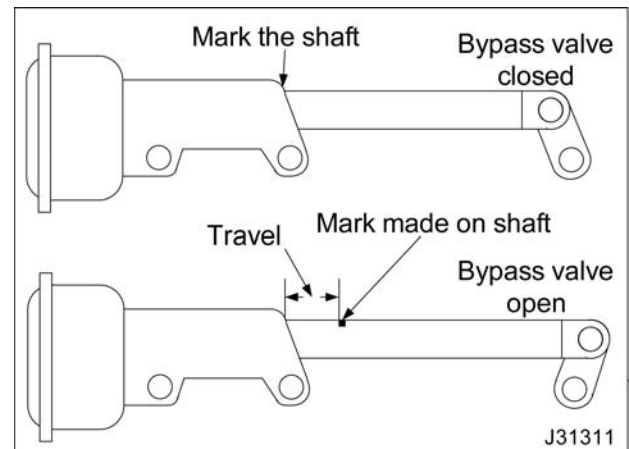 Mark the shaft
Bypass valve
closed
Travel
Mark made on shaft
Bypass valve
open
J31311